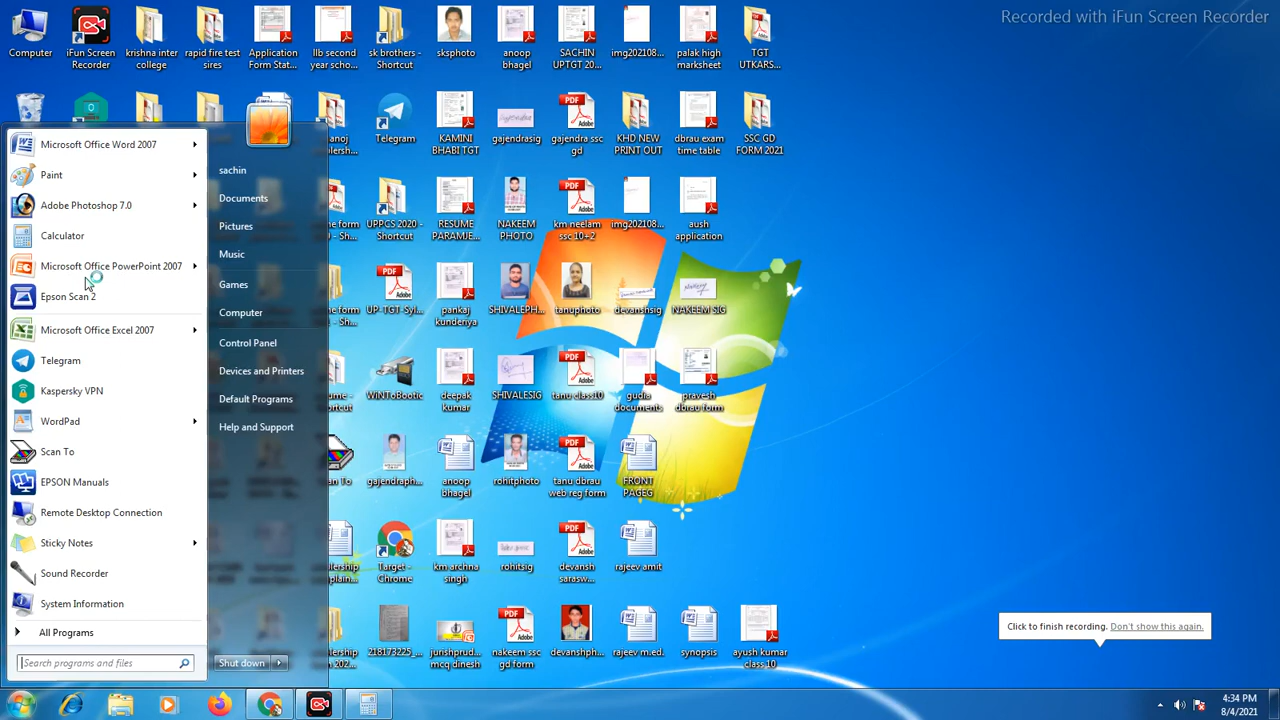 Recorded with iFun Screen Recorder
Computer
iFun Screen
Recorder
krishna inter
college
rapid fire test
sires
Application
Form Stat...
llb second
year scho...
sk brothers -
Shortcut
sksphoto
anoop
bhagel
SACHIN
UPTGT 20...
img202108...
palak high
marksheet
TGT
UTKARS...
Telegram
KAMINI
BHABI TGT
gajendrasig
gajendra ssc
gd
KHD NEW
PRINT OUT
dbrau exam
time table
SSC GD
FORM 2021
UPPCS 2020 -
Shortcut
RESUME
PARAMJE...
NAKEEM
PHOTO
km neelam
ssc 10+2
img202108...
aush
application
UP-TGT-Syl...
pankaj
kundenya
SHIVALEPH...
tanuphoto
devanshsig
NAKEEM SIG
WiNToBootic
deepak
kumar
SHIVALESIG
tanu class10
gudia
documents
pravesh
dbrau form
gajendraph...
anoop
bhagel
rohitphoto
tanu dbrau
web reg form
FRONT
PAGEG
Target -
Chrome
km archna
singh
rohitsig
devansh
sarasw...
rajeev amit
218173225_...
jurishprud...
mcq dinesh
nakeem ssc
gd form
devanshph...
rajeev m.ed.
synopsis
ayush kumar
class 10
Microsoft Office Word 2007
Paint
Adobe Photoshop 7.0
Calculator
Microsoft Office PowerPoint 2007
Epson Scan 2
Microsoft Office Excel 2007
Telegram
Kaspersky VPN
WordPad
Scan To
EPSON Manuals
Remote Desktop Connection
Sticky Notes
Sound Recorder
System Information
All Programs
Search programs and files
sachin
Documents
Pictures
Music
Games
Computer
Control Panel
Devices and Printers
Default Programs
Help and Support
Shut down
Click to finish recording. Don't show this again.
4:34 PM
8/4/2021